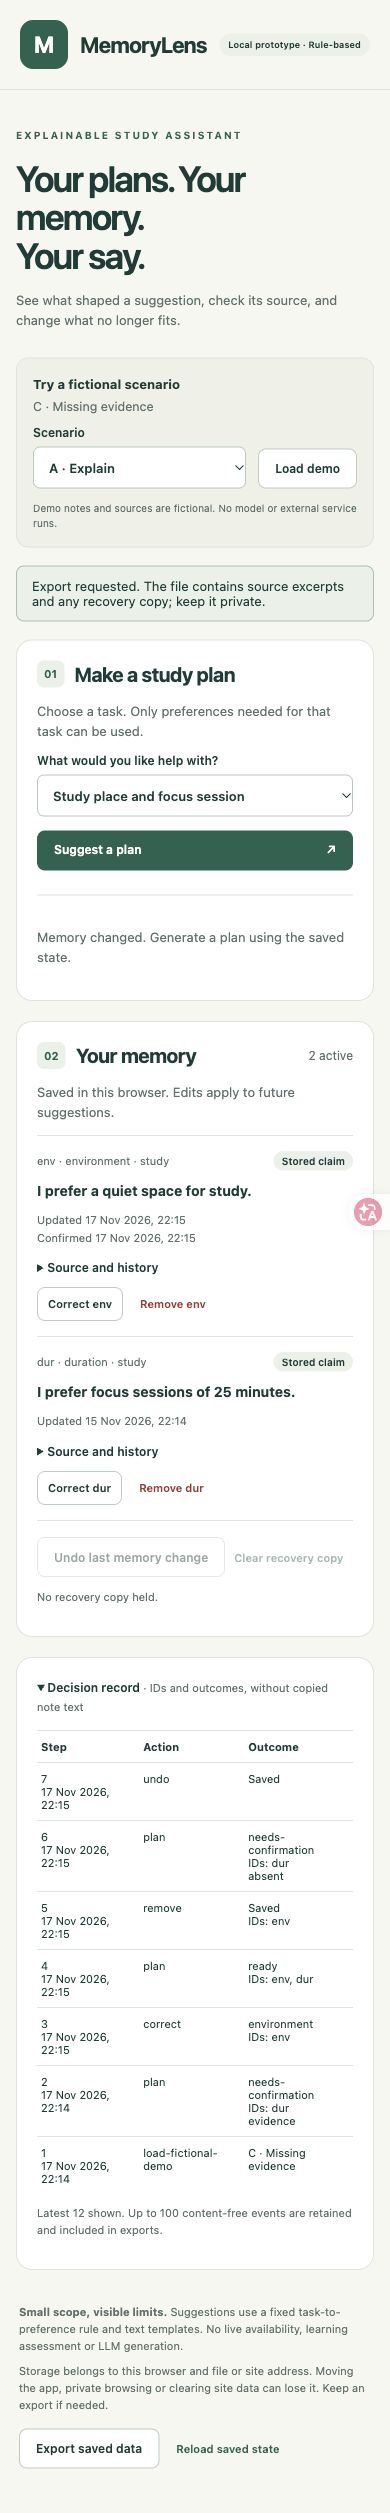 M MemoryLens Local prototype · Rule-based
EXPLAINABLE STUDY ASSISTANT
Your plans. Your
memory.
Your say.
See what shaped a suggestion, check its source, and
change what no longer fits.
Try a fictional scenario
C · Missing evidence
Scenario
A · Explain Load demo
Demo notes and sources are fictional. No model or external service
runs.
Export requested. The file contains source excerpts
and any recovery copy; keep it private.
01 Make a study plan
Choose a task. Only preferences needed for that
task can be used.
What would you like help with?
Study place and focus session
Suggest a plan ↗
Memory changed. Generate a plan using the saved
state.
02 Your memory 2 active
Saved in this browser. Edits apply to future
suggestions.
env · environment · study Stored claim
I prefer a quiet space for study.
Updated 17 Nov 2026, 22:15
Confirmed 17 Nov 2026, 22:15
▶ Source and history
Correct env Remove env
dur · duration · study Stored claim
I prefer focus sessions of 25 minutes.
Updated 15 Nov 2026, 22:14
▶ Source and history
Correct dur Remove dur
Undo last memory change Clear recovery copy
No recovery copy held.
▼ Decision record · IDs and outcomes, without copied
note text
Step Action Outcome
7 undo Saved
17 Nov 2026,
22:15
6 plan needs-
17 Nov 2026, confirmation
22:15 IDs: dur
absent
5 remove Saved
17 Nov 2026, IDs: env
22:15
4 plan ready
17 Nov 2026, IDs: env, dur
22:15
3 correct environment
17 Nov 2026, IDs: env
22:15
2 plan needs-
17 Nov 2026, confirmation
22:14 IDs: dur
evidence
1 load-fictional- C · Missing
17 Nov 2026, demo evidence
22:14
Latest 12 shown. Up to 100 content-free events are retained
and included in exports.
Small scope, visible limits. Suggestions use a fixed task-to-
preference rule and text templates. No live availability, learning
assessment or LLM generation.
Storage belongs to this browser and file or site address. Moving
the app, private browsing or clearing site data can lose it. Keep an
export if needed.
Export saved data Reload saved state